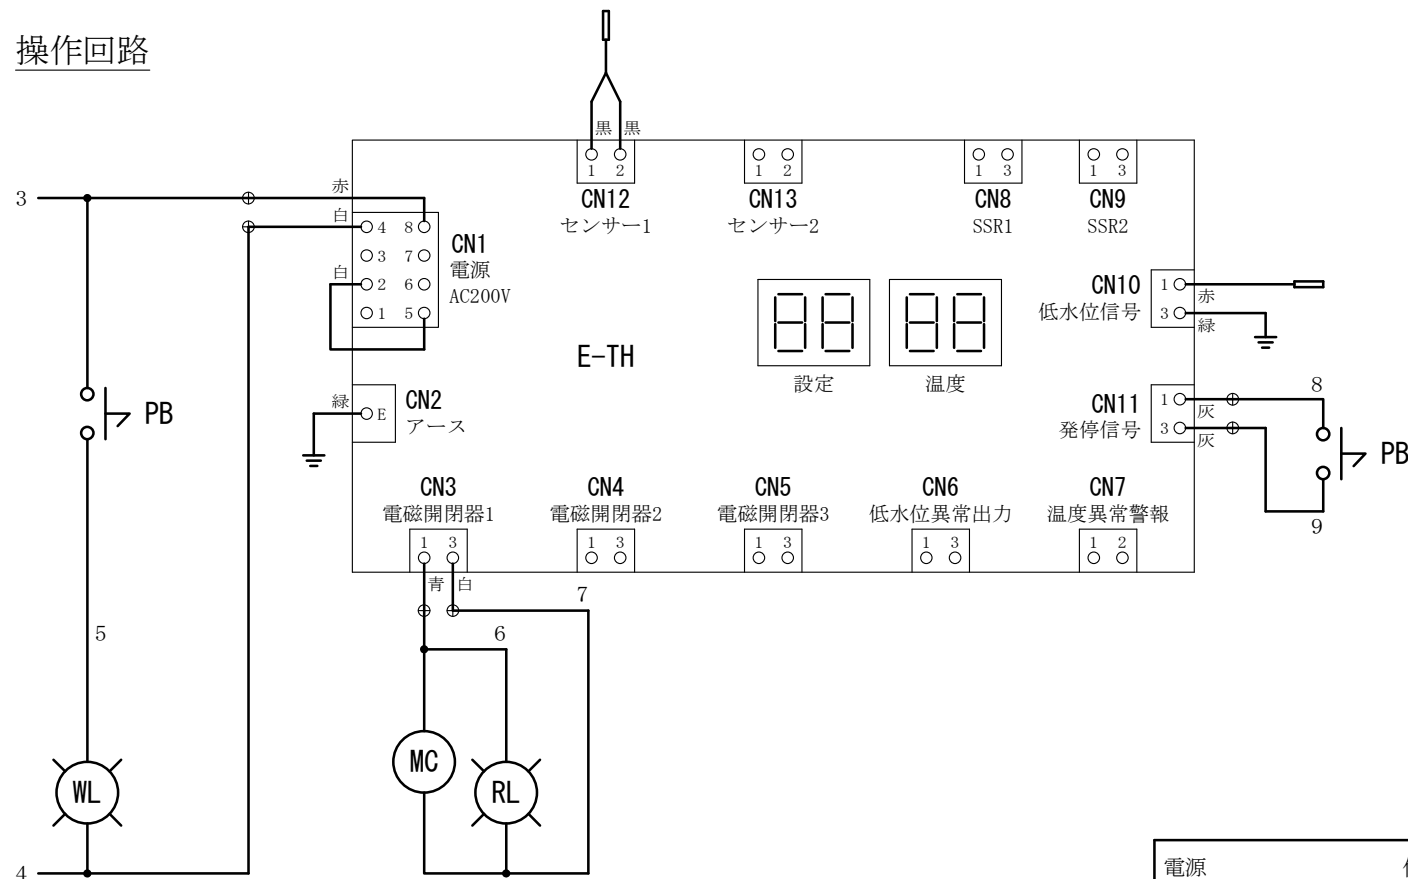 操作回路
黒 黒
1 2
CN12
センサー1
1 2
CN13
センサー2
1 3
CN8
SSR1
1 3
CN9
SSR2
3
赤
白
4 8
3 7
白
2 6
1 5
CN1
電源
AC200V
E-TH
設定
温度
CN10
低水位信号
1
赤
3
緑
CN11
発停信号
1
灰
3
灰
8
PB
9
PB
緑
E
CN2
アース
CN3
電磁開閉器1
1 3
青 白
CN4
電磁開閉器2
1 3
CN5
電磁開閉器3
1 3
CN6
低水位異常出力
1 3
CN7
温度異常警報
1 2
7
5
6
MC
WL
RL
4
電源